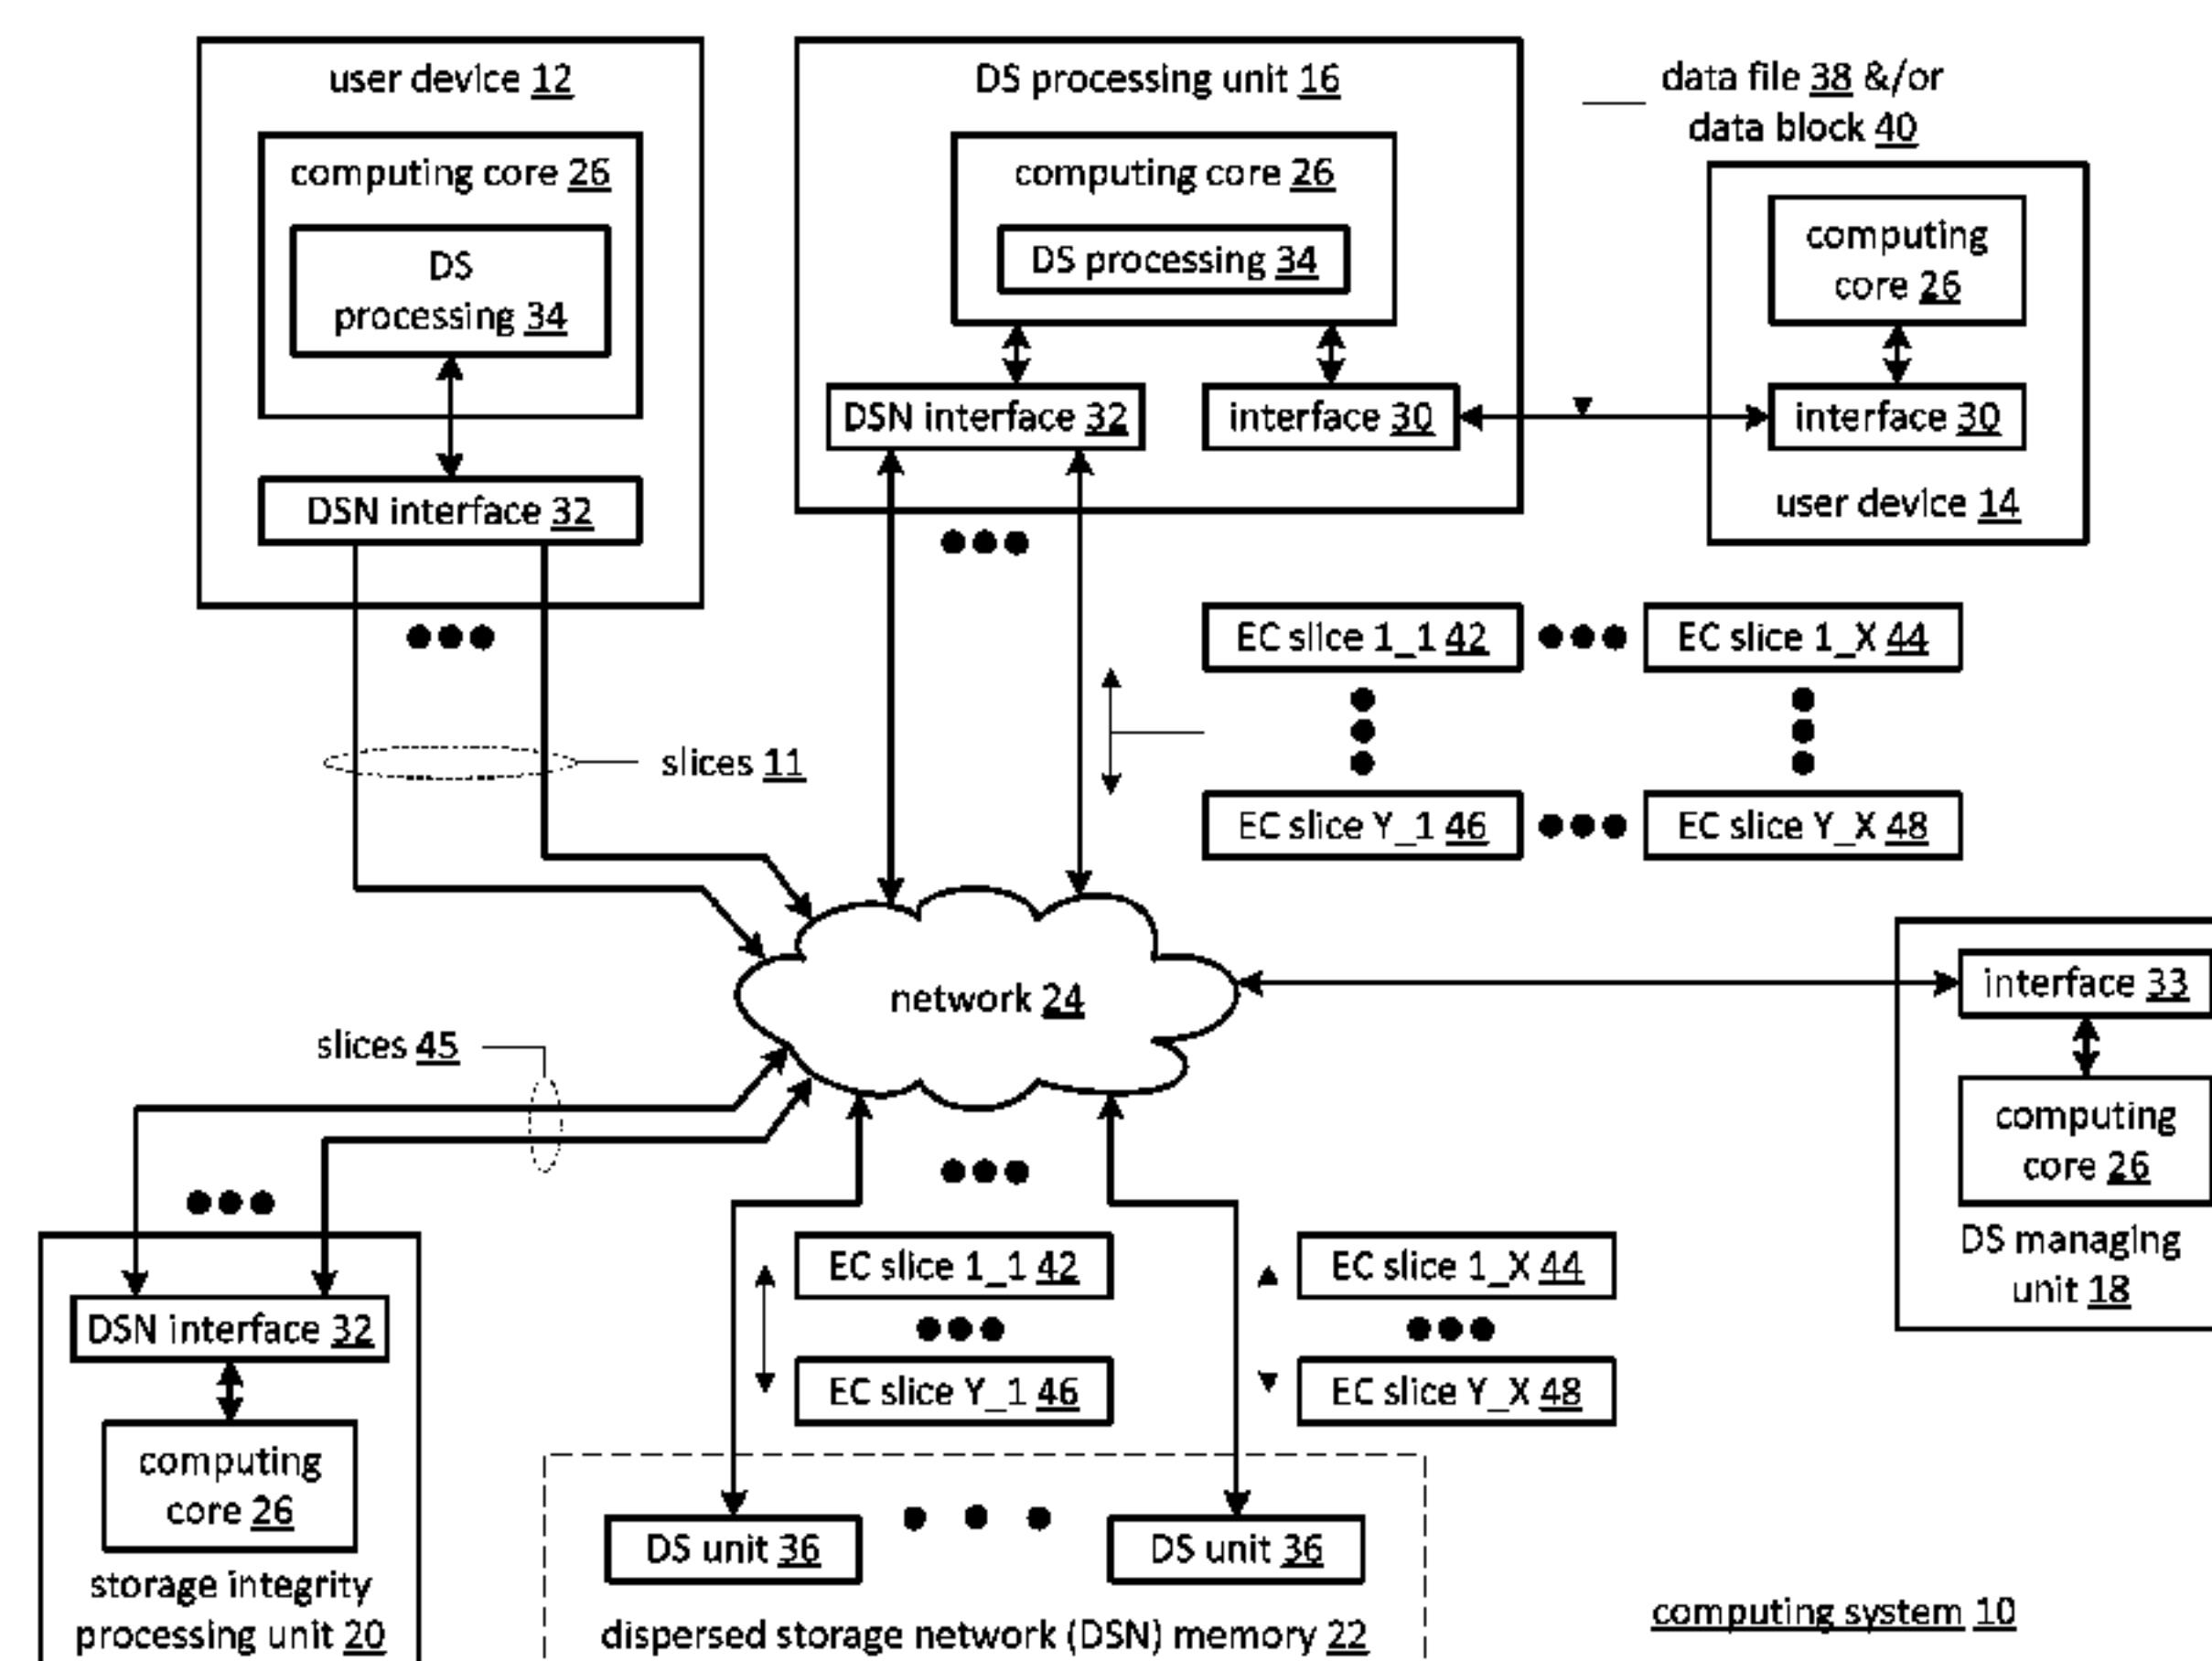 user device 12
computing core 26
DS
processing 34
DSN interface 32
DS processing unit 16
computing core 26
DS processing 34
DSN interface 32
interface 30
data file 38 &/or
data block 40
computing
core 26
interface 30
user device 14
EC slice 1_1 42
EC slice 1_X 44
EC slice Y_1 46
EC slice Y_X 48
slices 11
network 24
interface 33
computing
core 26
DS managing
unit 18
slices 45
DSN interface 32
computing
core 26
storage integrity
processing unit 20
EC slice 1_1 42
EC slice 1_X 44
EC slice Y_1 46
EC slice Y_X 48
DS unit 36
DS unit 36
dispersed storage network (DSN) memory 22
computing system 10